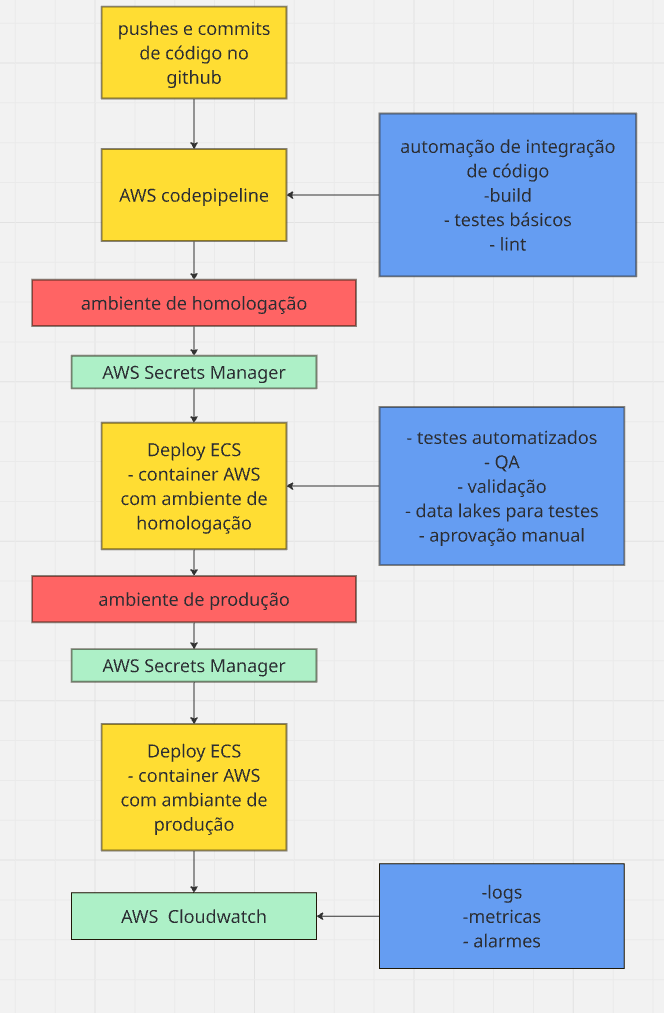 pushes e commits
de código no
github
AWS codepipeline
automação de integração
de código
-build
- testes básicos
- lint
ambiente de homologação
AWS Secrets Manager
Deploy ECS
- container AWS
com ambiente de
homologação
- testes automatizados
- QA
- validação
- data lakes para testes
- aprovação manual
ambiente de produção
AWS Secrets Manager
Deploy ECS
- container AWS
com ambiante de
produção
AWS  Cloudwatch
-logs
-metricas
- alarmes